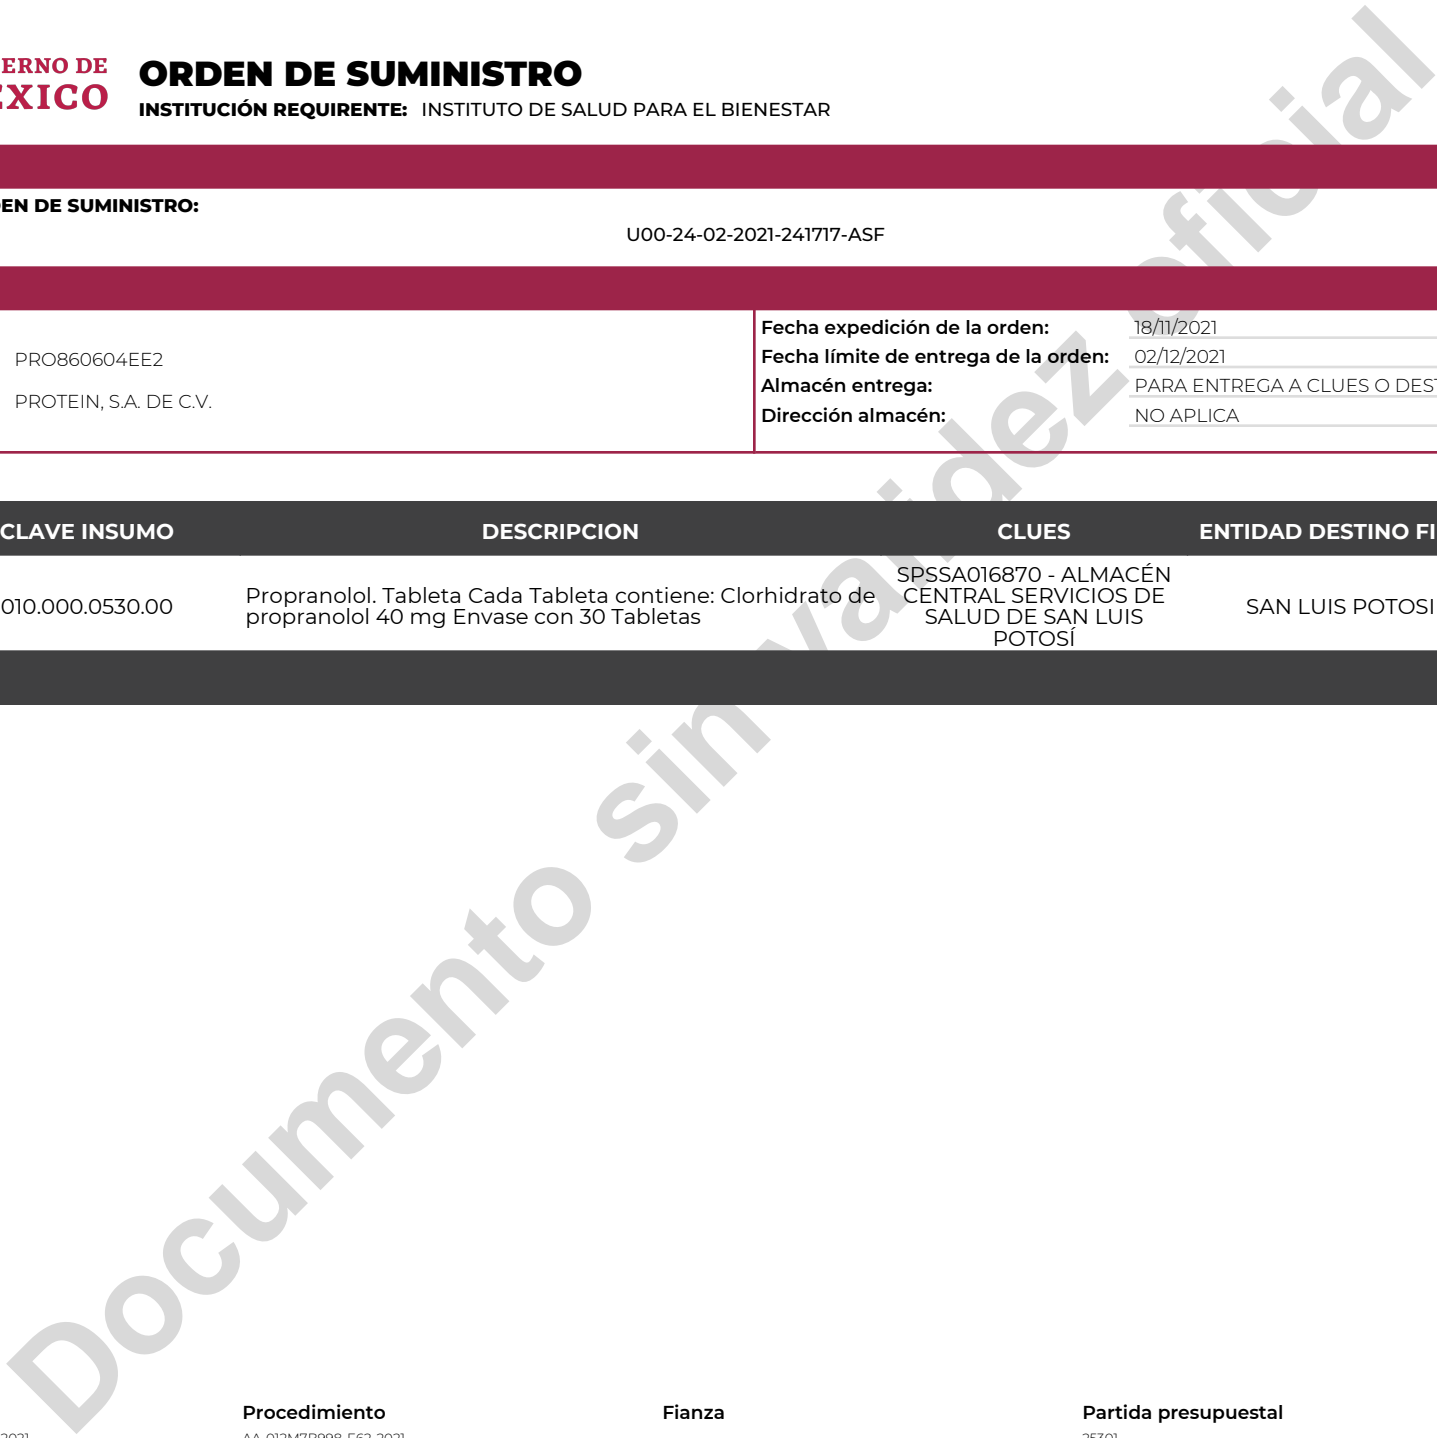 ERNO DE
EXICO
ORDEN DE SUMINISTRO
INSTITUCIÓN REQUIRENTE: INSTITUTO DE SALUD PARA EL BIENESTAR
EN DE SUMINISTRO:
U00-24-02-2021-241717-ASF
PRO860604EE2
PROTEIN, S.A. DE C.V.
Fecha expedición de la orden: 18/11/2021
Fecha límite de entrega de la orden: 02/12/2021
Almacén entrega: PARA ENTREGA A CLUES O DEST
Dirección almacén: NO APLICA
CLAVE INSUMO DESCRIPCION CLUES ENTIDAD DESTINO FI
010.000.0530.00
Propranolol. Tableta Cada Tableta contiene: Clorhidrato de
propranolol 40 mg Envase con 30 Tabletas
SPSSA016870 - ALMACÉN
CENTRAL SERVICIOS DE
SALUD DE SAN LUIS
POTOSÍ
SAN LUIS POTOSI
Documento sin validez oficial
Procedimiento Fianza Partida presupuestal